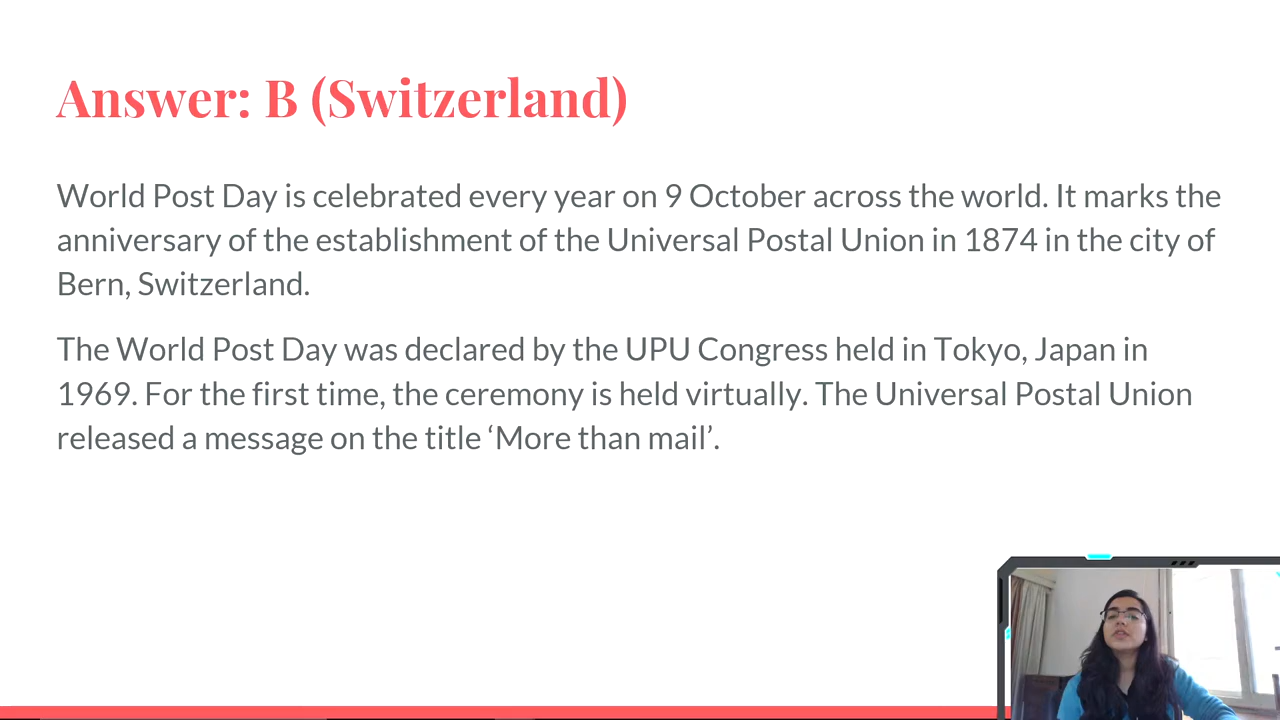 Answer: B (Switzerland)
World Post Day is celebrated every year on 9 October across the world. It marks the
anniversary of the establishment of the Universal Postal Union in 1874 in the city of
Bern, Switzerland.
The World Post Day was declared by the UPU Congress held in Tokyo, Japan in
1969. For the first time, the ceremony is held virtually. The Universal Postal Union
released a message on the title ‘More than mail’.